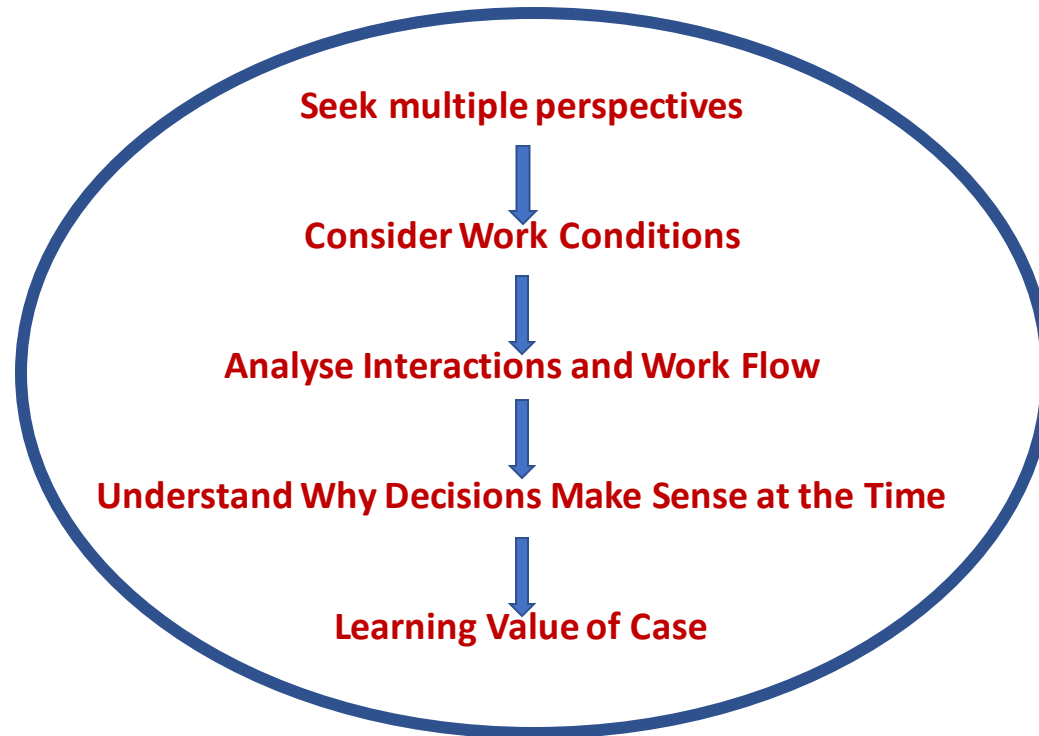 Seek multiple perspectives
Consider Work Conditions
Analyse Interactions and Work Flow
Understand Why Decisions Make Sense at the Time
Learning Value of Case